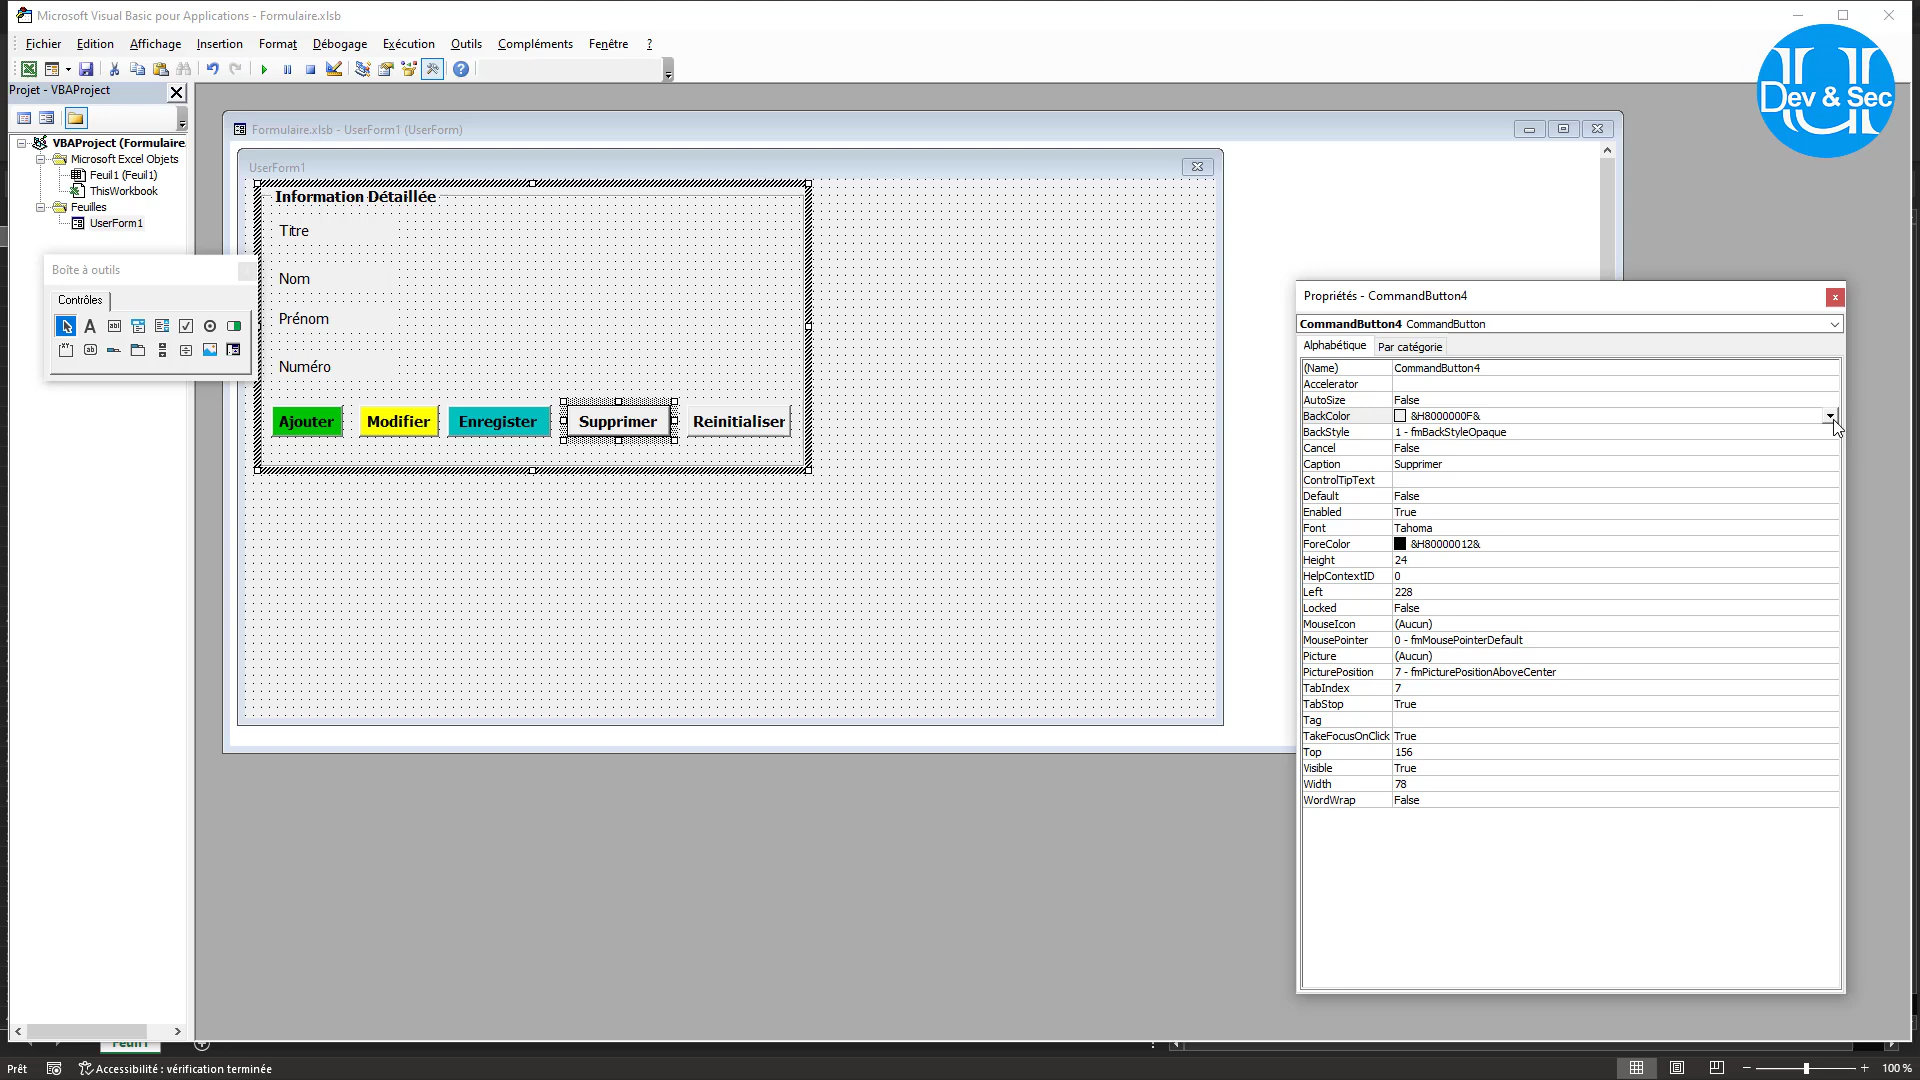 Microsoft Visual Basic pour Applications - Formulaire.xlsb
Fichier Edition Affichage Insertion Format Débogage Exécution Outils Compléments Fenêtre ?
Dev & Sec
Projet - VBAProject
VBAProject (Formulaire.
Microsoft Excel Objets
Feuil1 (Feuil1)
ThisWorkbook
Feuilles
UserForm1
Boîte à outils
Contrôles
Formulaire.xlsb - UserForm1 (UserForm)
UserForm1
Information Détaillée
Titre
Nom
Prénom
Numéro
Ajouter Modifier Enregister Supprimer Reinitialiser
Propriétés - CommandButton4
CommandButton4 CommandButton
Alphabétique Par catégorie
(Name) CommandButton4
Accelerator
AutoSize False
BackColor &H8000000F&
BackStyle 1 - fmBackStyleOpaque
Cancel False
Caption Supprimer
ControlTipText
Default False
Enabled True
Font Tahoma
ForeColor &H80000012&
Height 24
HelpContextID 0
Left 228
Locked False
MouseIcon (Aucun)
MousePointer 0 - fmMousePointerDefault
Picture (Aucun)
PicturePosition 7 - fmPicturePositionAboveCenter
TabIndex 7
TabStop True
Tag
TakeFocusOnClick True
Top 156
Visible True
Width 78
WordWrap False
Feuil1
Prêt Accessibilité : vérification terminée 100 %